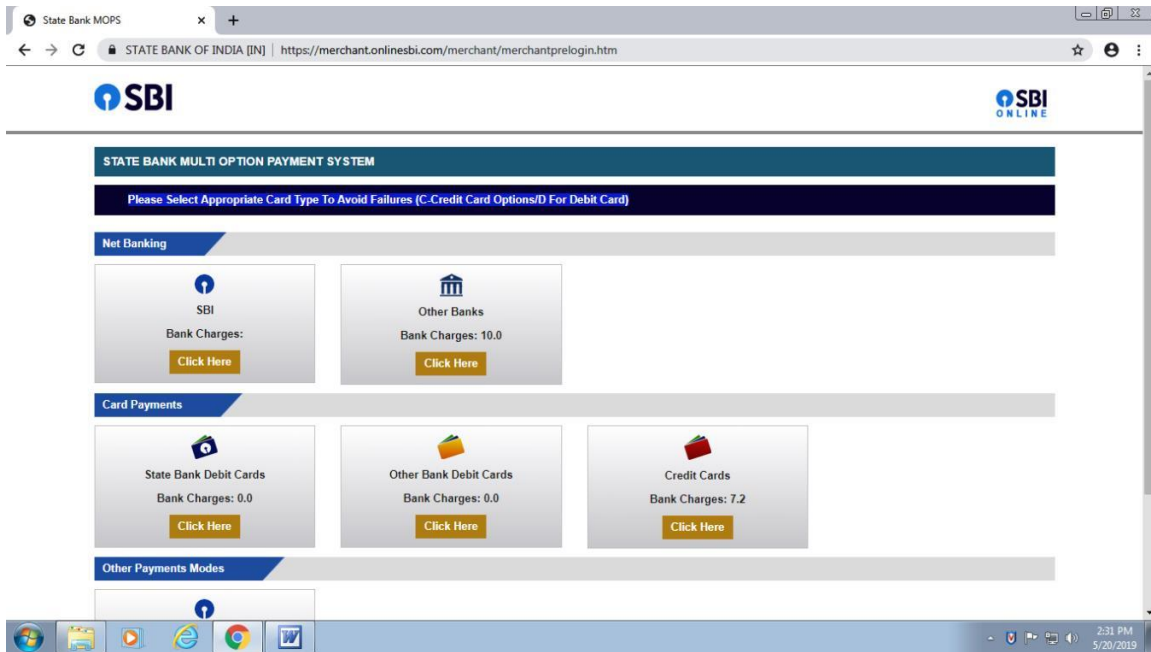 State Bank MOPS
STATE BANK OF INDIA [IN] | https://merchant.onlinesbi.com/merchant/merchantprelogin.htm
SBI
SBI
ONLINE
STATE BANK MULTI OPTION PAYMENT SYSTEM
Please Select Appropriate Card Type To Avoid Failures (C-Credit Card Options/D For Debit Card)
Net Banking
SBI
Bank Charges:
Click Here
Other Banks
Bank Charges: 10.0
Click Here
Card Payments
State Bank Debit Cards
Bank Charges: 0.0
Click Here
Other Bank Debit Cards
Bank Charges: 0.0
Click Here
Credit Cards
Bank Charges: 7.2
Click Here
Other Payments Modes
2:31 PM
5/20/2019